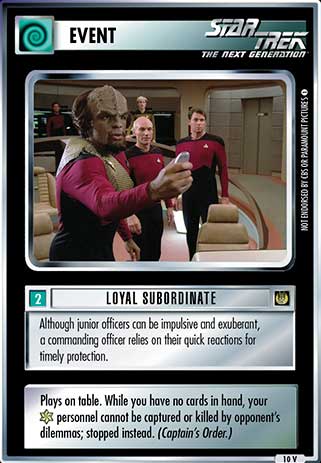 EVENT
STAR TREK
THE NEXT GENERATION
NOT ENDORSED BY CBS OR PARAMOUNT PICTURES
2
LOYAL SUBORDINATE
Although junior officers can be impulsive and exuberant,
a commanding officer relies on their quick reactions for
timely protection.
Plays on table. While you have no cards in hand, your
personnel cannot be captured or killed by opponent's
dilemmas; stopped instead. (Captain's Order.)
10 V